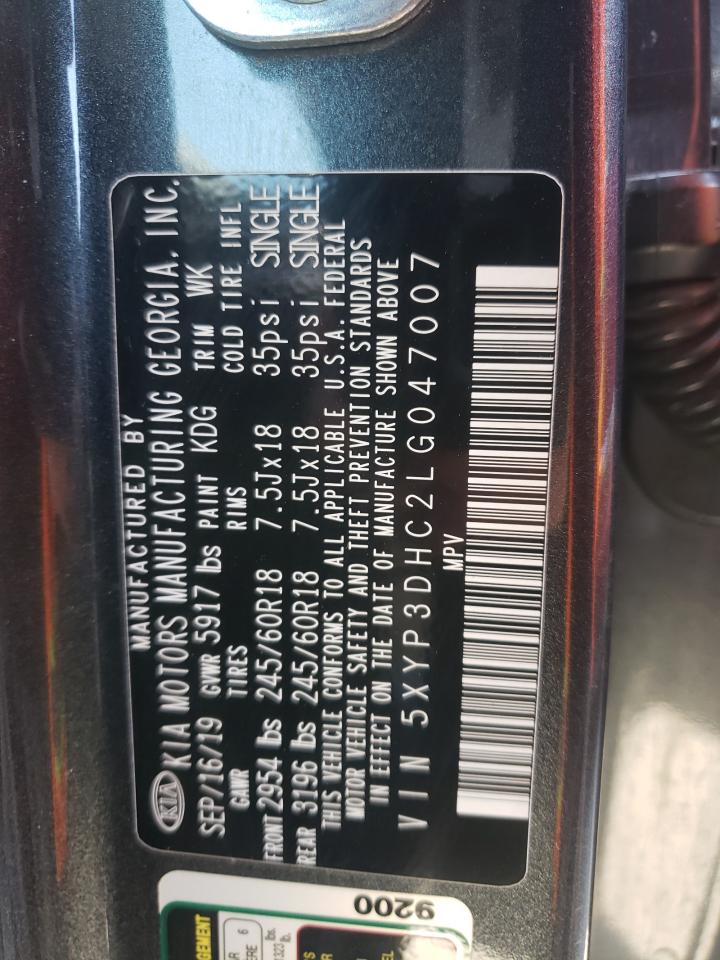 MANUFACTURED BY
KIA KIA MOTORS MANUFACTURING GEORGIA, INC.
SEP/16/19 GVWR 5917 lbs PAINT KDG TRIM WK
GAWR TIRES RIMS COLD TIRE INFL
FRONT 2954 lbs 245/60R18 7.5Jx18 35psi SINGLE
REAR 3196 lbs 245/60R18 7.5Jx18 35psi SINGLE
THIS VEHICLE CONFORMS TO ALL APPLICABLE U.S.A. FEDERAL
MOTOR VEHICLE SAFETY AND THEFT PREVENTION STANDARDS
IN EFFECT ON THE DATE OF MANUFACTURE SHOWN ABOVE
VIN 5XYP3DHC2LG047007
MPV
9200